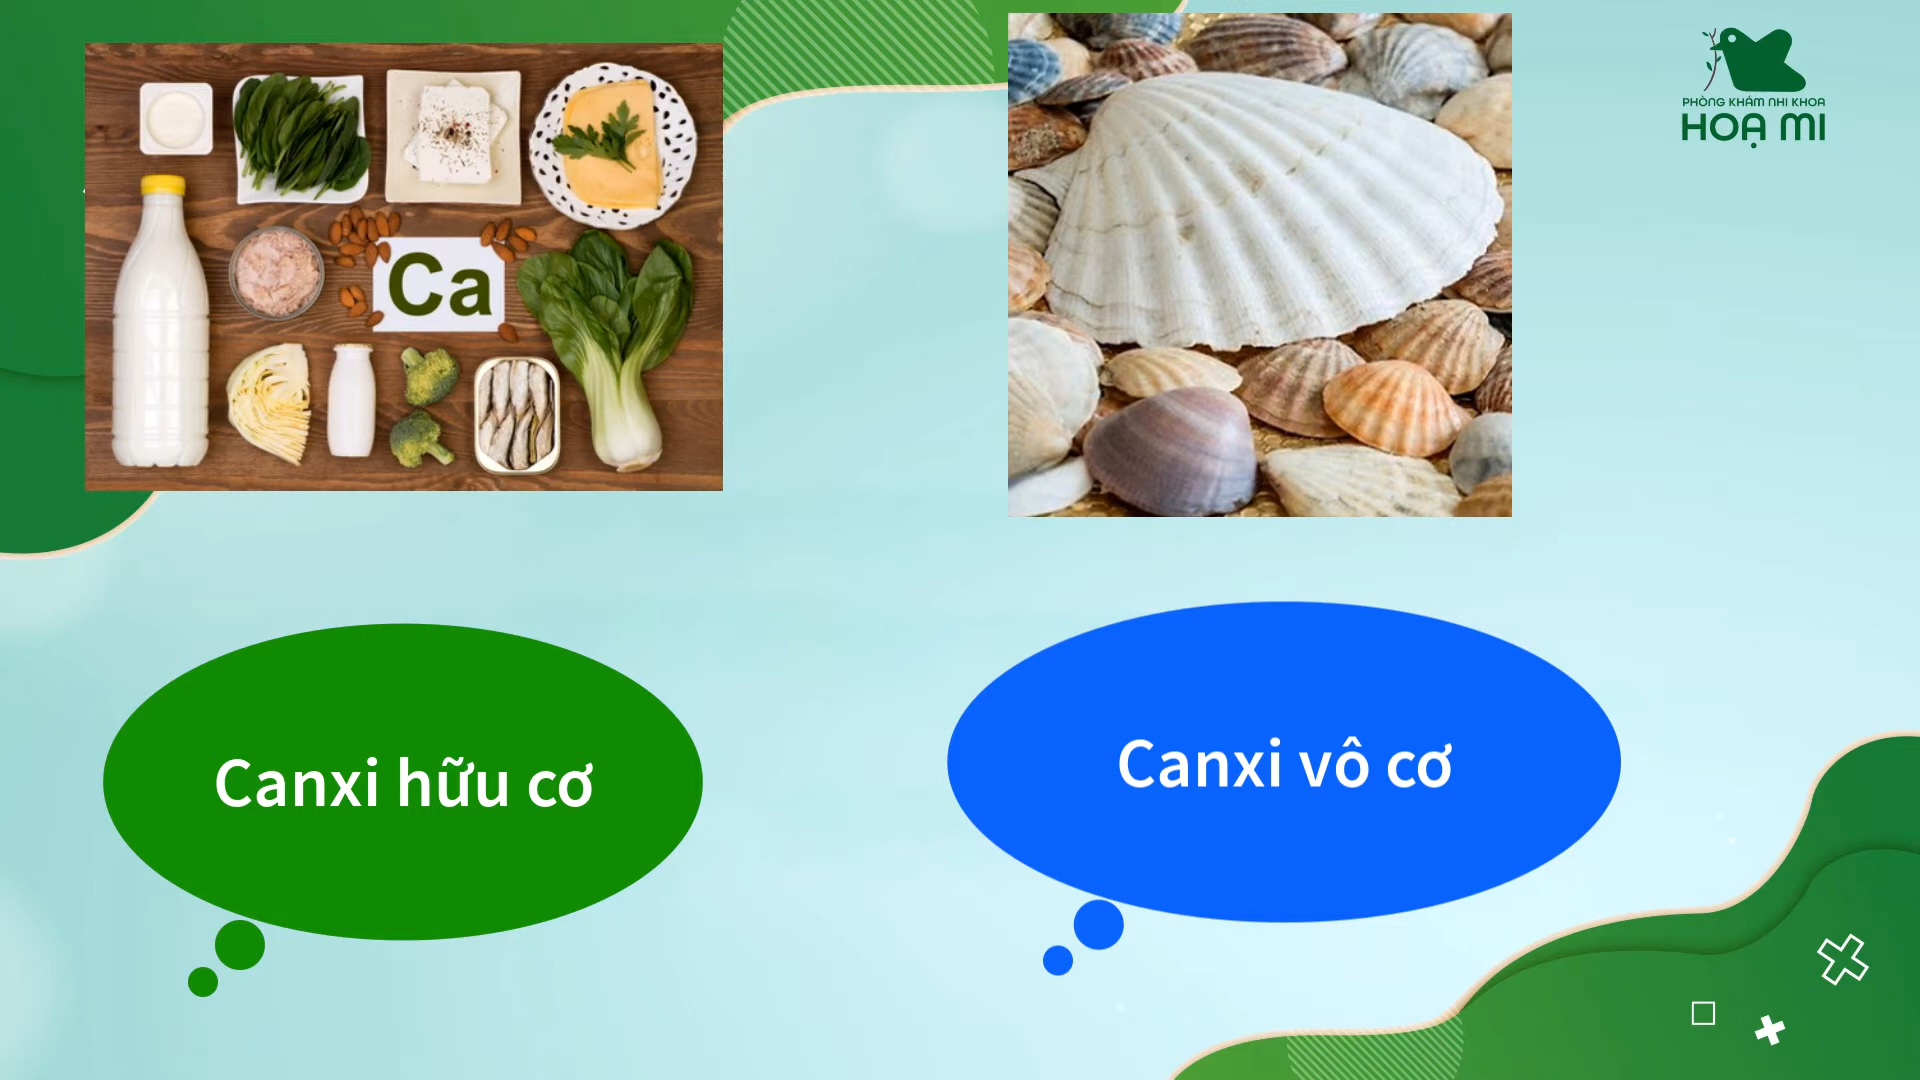 Ca
PHÒNG KHÁM NHI KHOA
HOẠ MI
Canxi hữu cơ
Canxi vô cơ